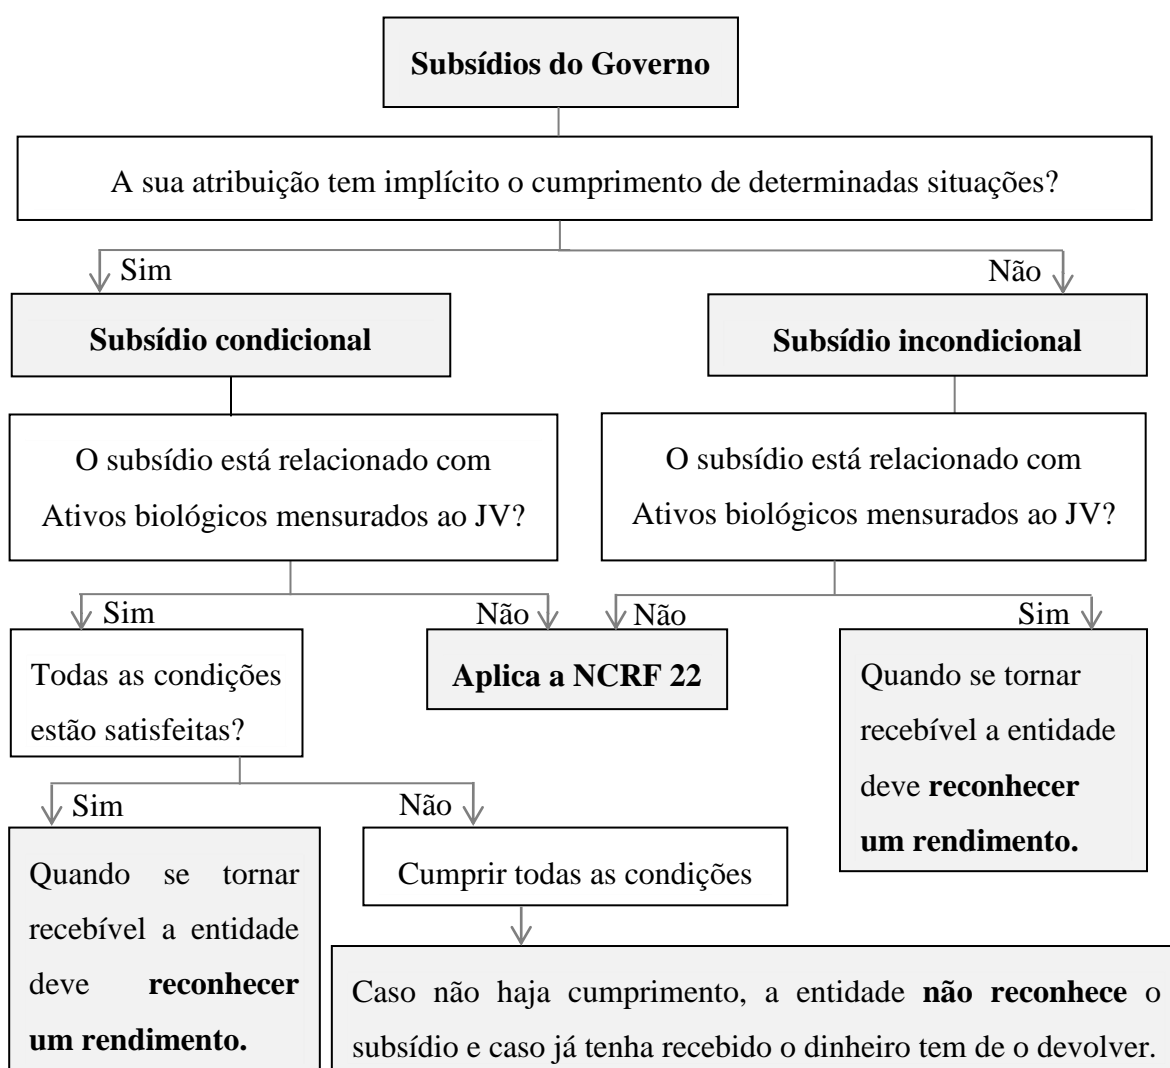 Subsídios do Governo
A sua atribuição tem implícito o cumprimento de determinadas situações?
Sim
Não
Subsídio condicional
Subsídio incondicional
O subsídio está relacionado com
Ativos biológicos mensurados ao JV?
O subsídio está relacionado com
Ativos biológicos mensurados ao JV?
Sim
Não
Não
Sim
Todas as condições
estão satisfeitas?
Aplica a NCRF 22
Quando se tornar
recebível a entidade
deve reconhecer
um rendimento.
Sim
Não
Quando se tornar
recebível a entidade
deve reconhecer
um rendimento.
Cumprir todas as condições
Caso não haja cumprimento, a entidade não reconhece o
subsídio e caso já tenha recebido o dinheiro tem de o devolver.